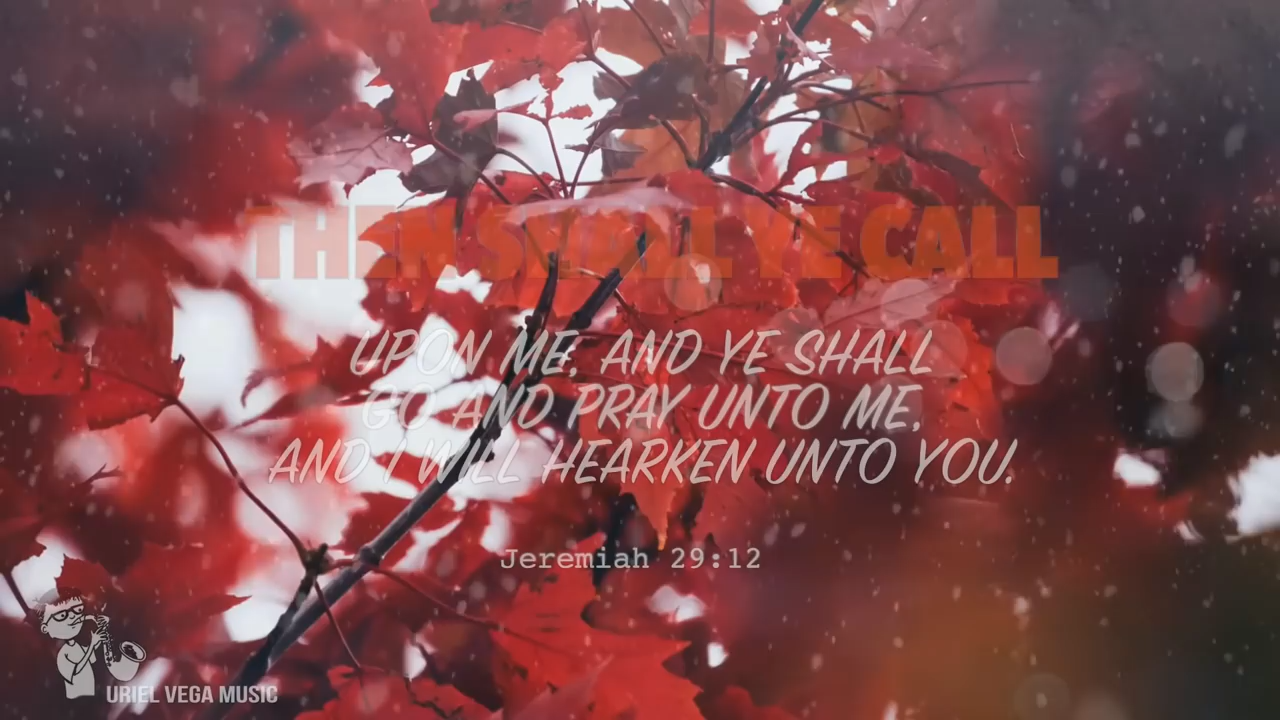 THEN SHALL YE CALL
UPON ME, AND YE SHALL
GO AND PRAY UNTO ME,
AND I WILL HEARKEN UNTO YOU.
Jeremiah 29:12
URIEL VEGA MUSIC